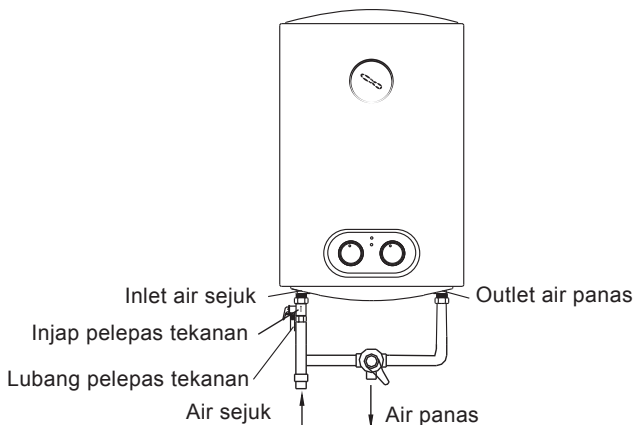 Inlet air sejuk
Outlet air panas
Injap pelepas tekanan
Lubang pelepas tekanan
Air sejuk
Air panas